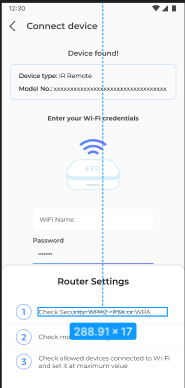 12:30
Connect device
Device found!
Device type: IR Remote
Model No.: xxxxxxxxxxxxxxxxxxxxxxxxxxxxxxxx
Enter your Wi-Fi credentials
WiFi Name
Password
Router Settings
1 Check Security WPA2 - PSK or WPA
288.91 × 17
2 Check
3 Check allowed devices connected to Wi-Fi
and set it at maximum value